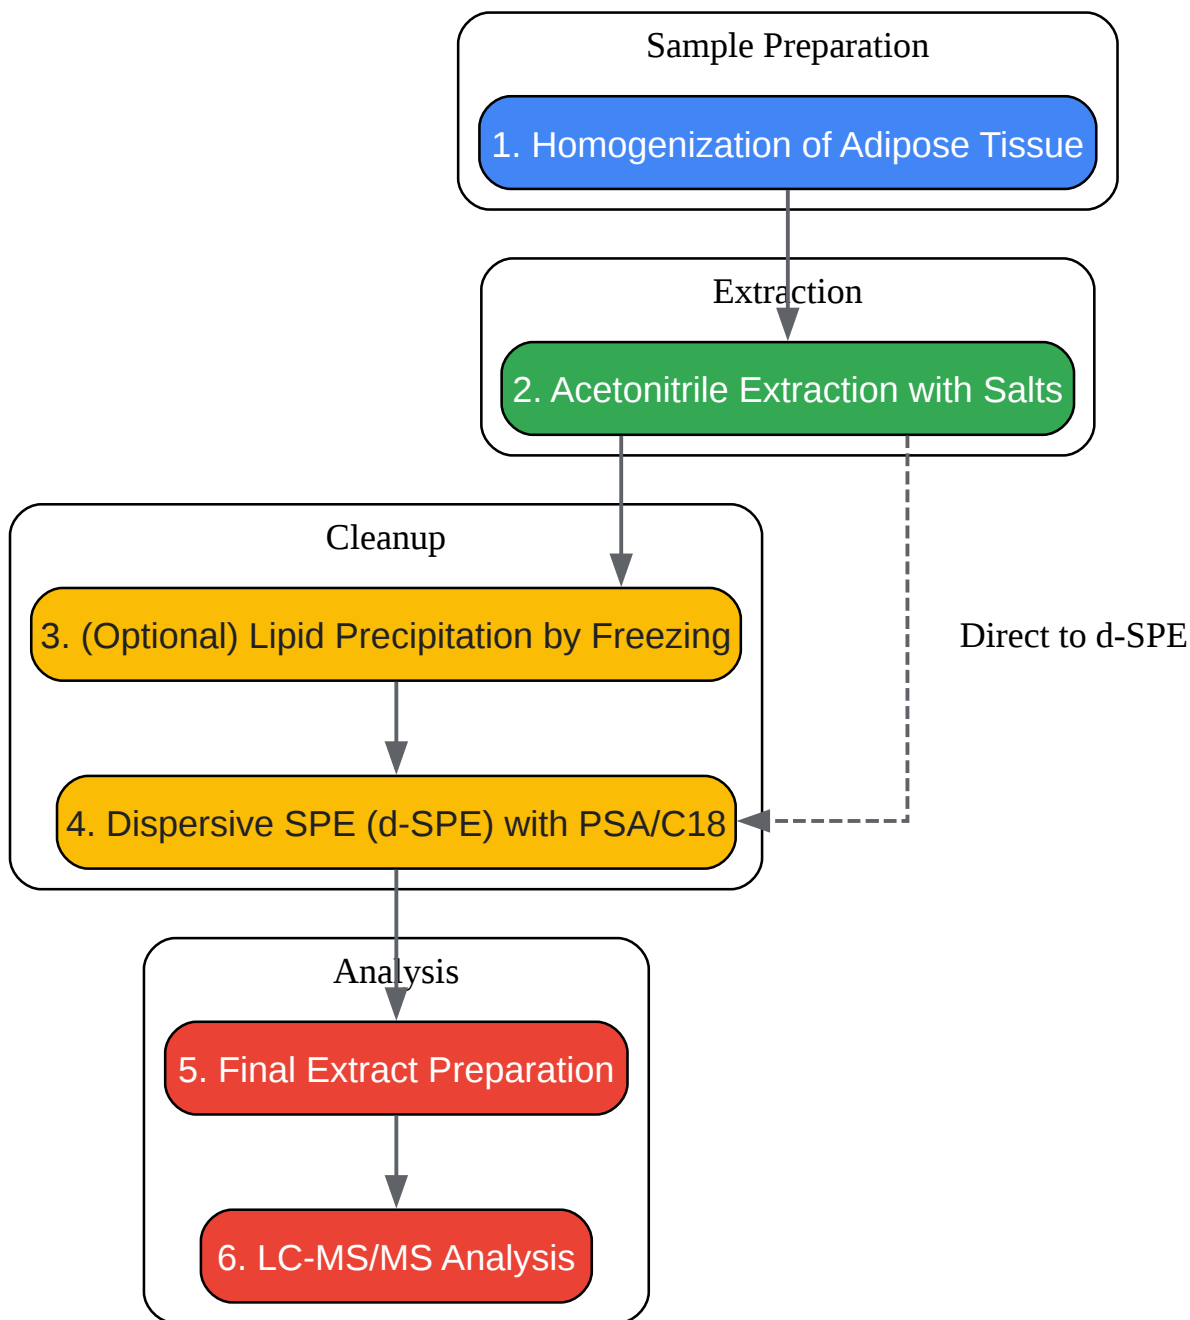 Sample Preparation
1. Homogenization of Adipose Tissue
Extraction
2. Acetonitrile Extraction with Salts
Cleanup
3. (Optional) Lipid Precipitation by Freezing
Direct to d-SPE
4. Dispersive SPE (d-SPE) with PSA/C18
Analysis
5. Final Extract Preparation
6. LC-MS/MS Analysis